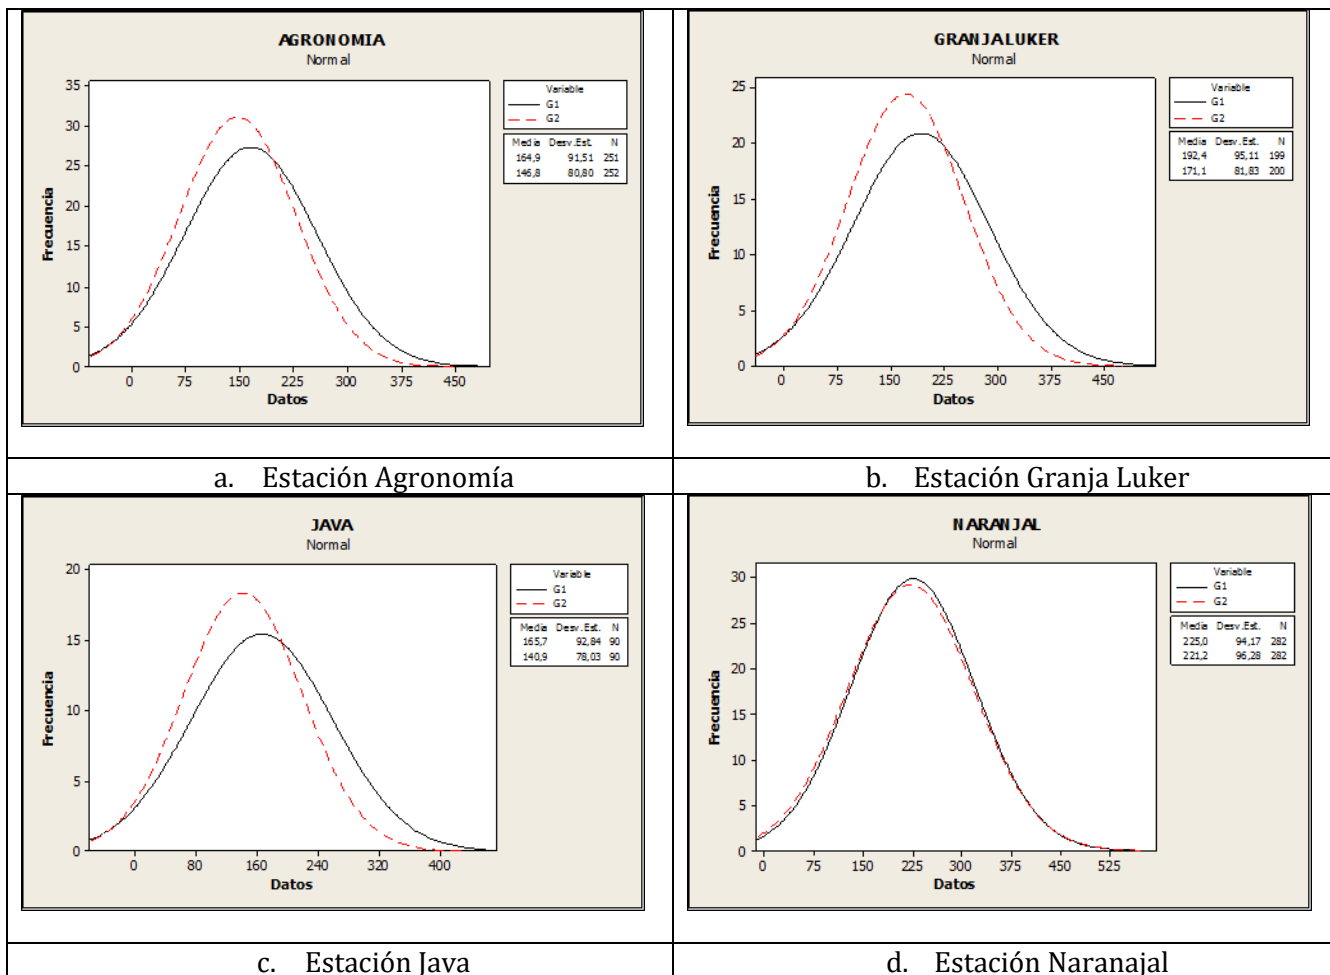 AGRONOMIA
Normal
35
30
25
20
15
10
5
0
Frecuencia
0 75 150 225 300 375 450
Datos
Variable
G1
G2
Media Desv.Est. N
164,9 91,51 251
146,8 80,80 252
a. Estación Agronomía
GRANJALUKER
Normal
25
20
15
10
5
0
Frecuencia
0 75 150 225 300 375 450
Datos
Variable
G1
G2
Media Desv.Est. N
192,4 95,11 199
171,1 81,83 200
b. Estación Granja Luker
JAVA
Normal
20
15
10
5
0
Frecuencia
0 80 160 240 320 400
Datos
Variable
G1
G2
Media Desv.Est. N
165,7 92,84 90
140,9 78,03 90
c. Estación Java
NARANJAL
Normal
30
25
20
15
10
5
0
Frecuencia
0 75 150 225 300 375 450 525
Datos
Variable
G1
G2
Media Desv.Est. N
225,0 94,17 282
221,2 96,28 282
d. Estación Naranajal